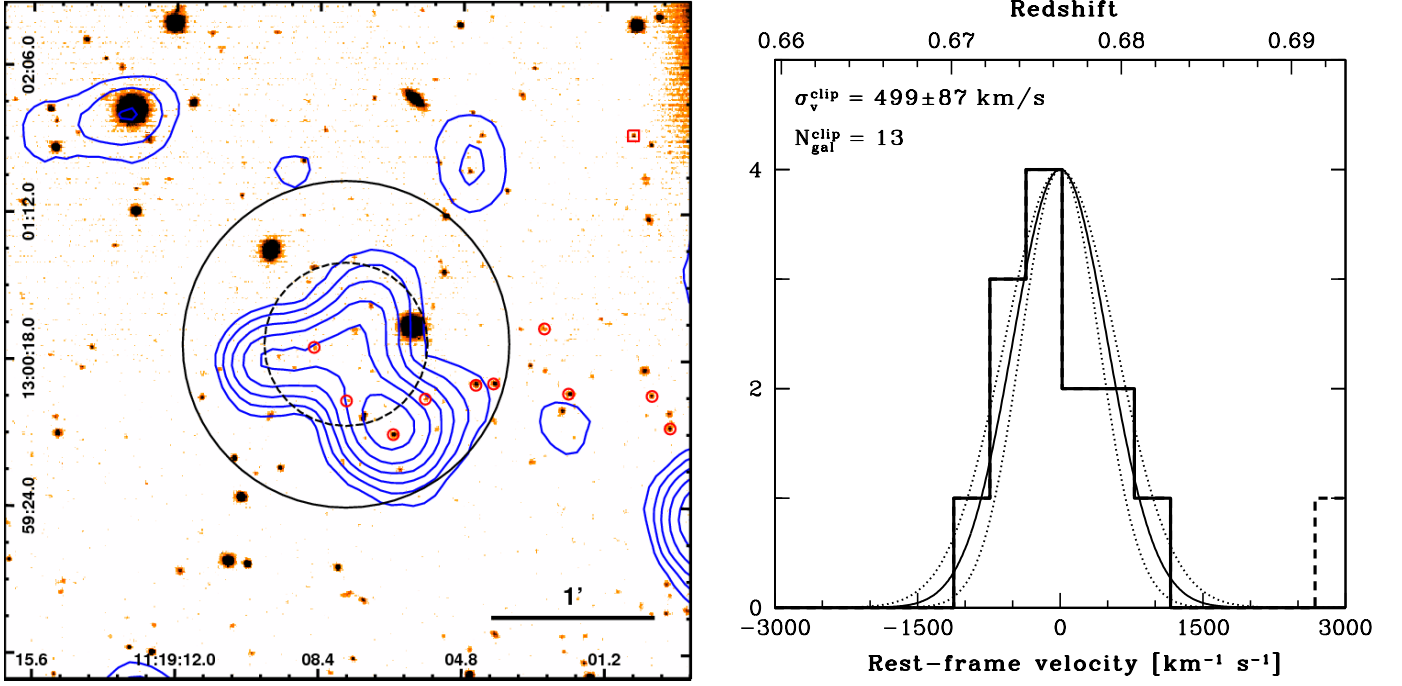 02:06.0
01:12.0
13:00:18.0
59:24.0
1’
15.6 11:19:12.0 08.4 04.8 01.2
Redshift
0.66 0.67 0.68 0.69
σ_v^clip = 499±87 km/s
N_gal^clip = 13
4
2
0
−3000 −1500 0 1500 3000
Rest−frame velocity [km⁻¹ s⁻¹]